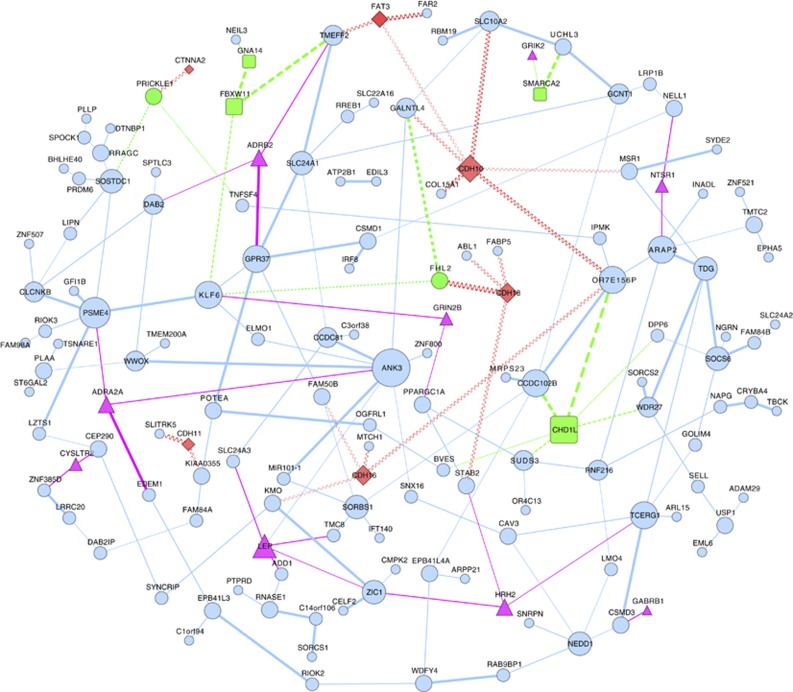 FAT3
FAR2
NEIL3
TMEFF2
SLC10A2
GNA14
RBM19
UCHL3
CTNNA2
GRIK2
PRICKLE1
FBXW11
SLC22A16
SMARCA2
LRP1B
GCNT1
NELL1
RREB1
GALNTL4
PLLP
DTNBP1
SPOCK1
ADRB2
SYDE2
RRAGC
SLC24A1
CDH10
MSR1
BHLHE40
SPTLC3
ATP2B1
EDIL3
NTSR1
PRDM6
SOSTDC1
COL15A1
INADL
ZNF521
DAB2
TNFSF4
TMTC2
LIPN
CSMD1
IPMK
ZNF507
ABL1
FABP5
ARAP2
GPR37
IRF8
EPHA5
FHL2
OR7E156P
TDG
GFI1B
CLCNKB
KLF6
CDH18
PSME4
GRIN2B
RIOK3
DPP6
SLC24A2
ELMO1
C3orf38
NGRN
FAM98A
TSNARE1
TMEM200A
CCDC81
FAM84B
ZNF800
PLAA
WWOX
ANK3
SOCS6
ST6GAL2
MRPS23
CCDC102B
SORCS2
FAM50B
ADRA2A
POTEA
PPARGC1A
WDR27
NAPG
CRYBA4
TBCK
LZTS1
SLITRK5
OGFRL1
CHD1L
CDH11
MTCH1
GOLIM4
CEP290
SLC24A3
CYSLTR2
BVES
SUDS3
KIAA0355
MIR101-1
CDH16
STAB2
RNF216
ZNF385D
EDEM1
KMO
SNX16
SELL
ADAM29
LRRC20
FAM84A
SORBS1
OR4C13
TCERG1
ARL15
USP1
TMC8
IFT140
CAV3
DAB2IP
LEP
EML6
ADD1
CMPK2
EPB41L4A
ARPP21
LMO4
SYNCRIP
PTPRD
ZIC1
HRH2
GABRB1
EPB41L3
RNASE1
CELF2
C14orf106
SNRPN
CSMD3
C1orf94
NEDD1
SORCS1
RIOK2
WDFY4
RAB9BP1